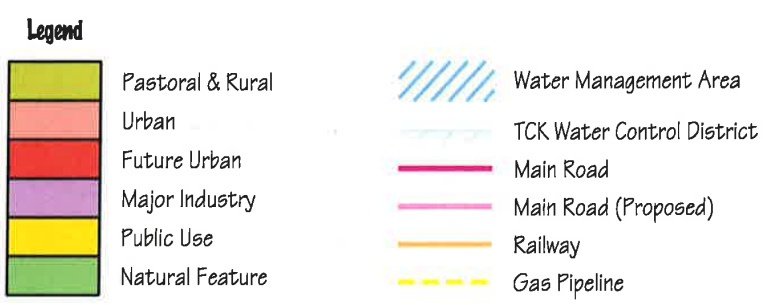 Legend
Pastoral & Rural
Urban
Future Urban
Major Industry
Public Use
Natural Feature
Water Management Area
TCK Water Control District
Main Road
Main Road (Proposed)
Railway
Gas Pipeline